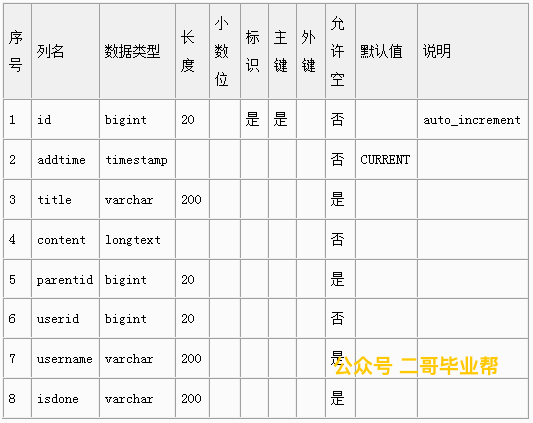 序号 列名 数据类型 长度 小数位 标识 主键 外键 允许空 默认值 说明
1 id bigint 20 是 是 否 auto_increment
2 addtime timestamp 否 CURRENT
3 title varchar 200 是
4 content longtext 否
5 parentid bigint 20 是
6 userid bigint 20 否
7 username varchar 200 是
公众号 二哥毕业帮
8 isdone varchar 200 是